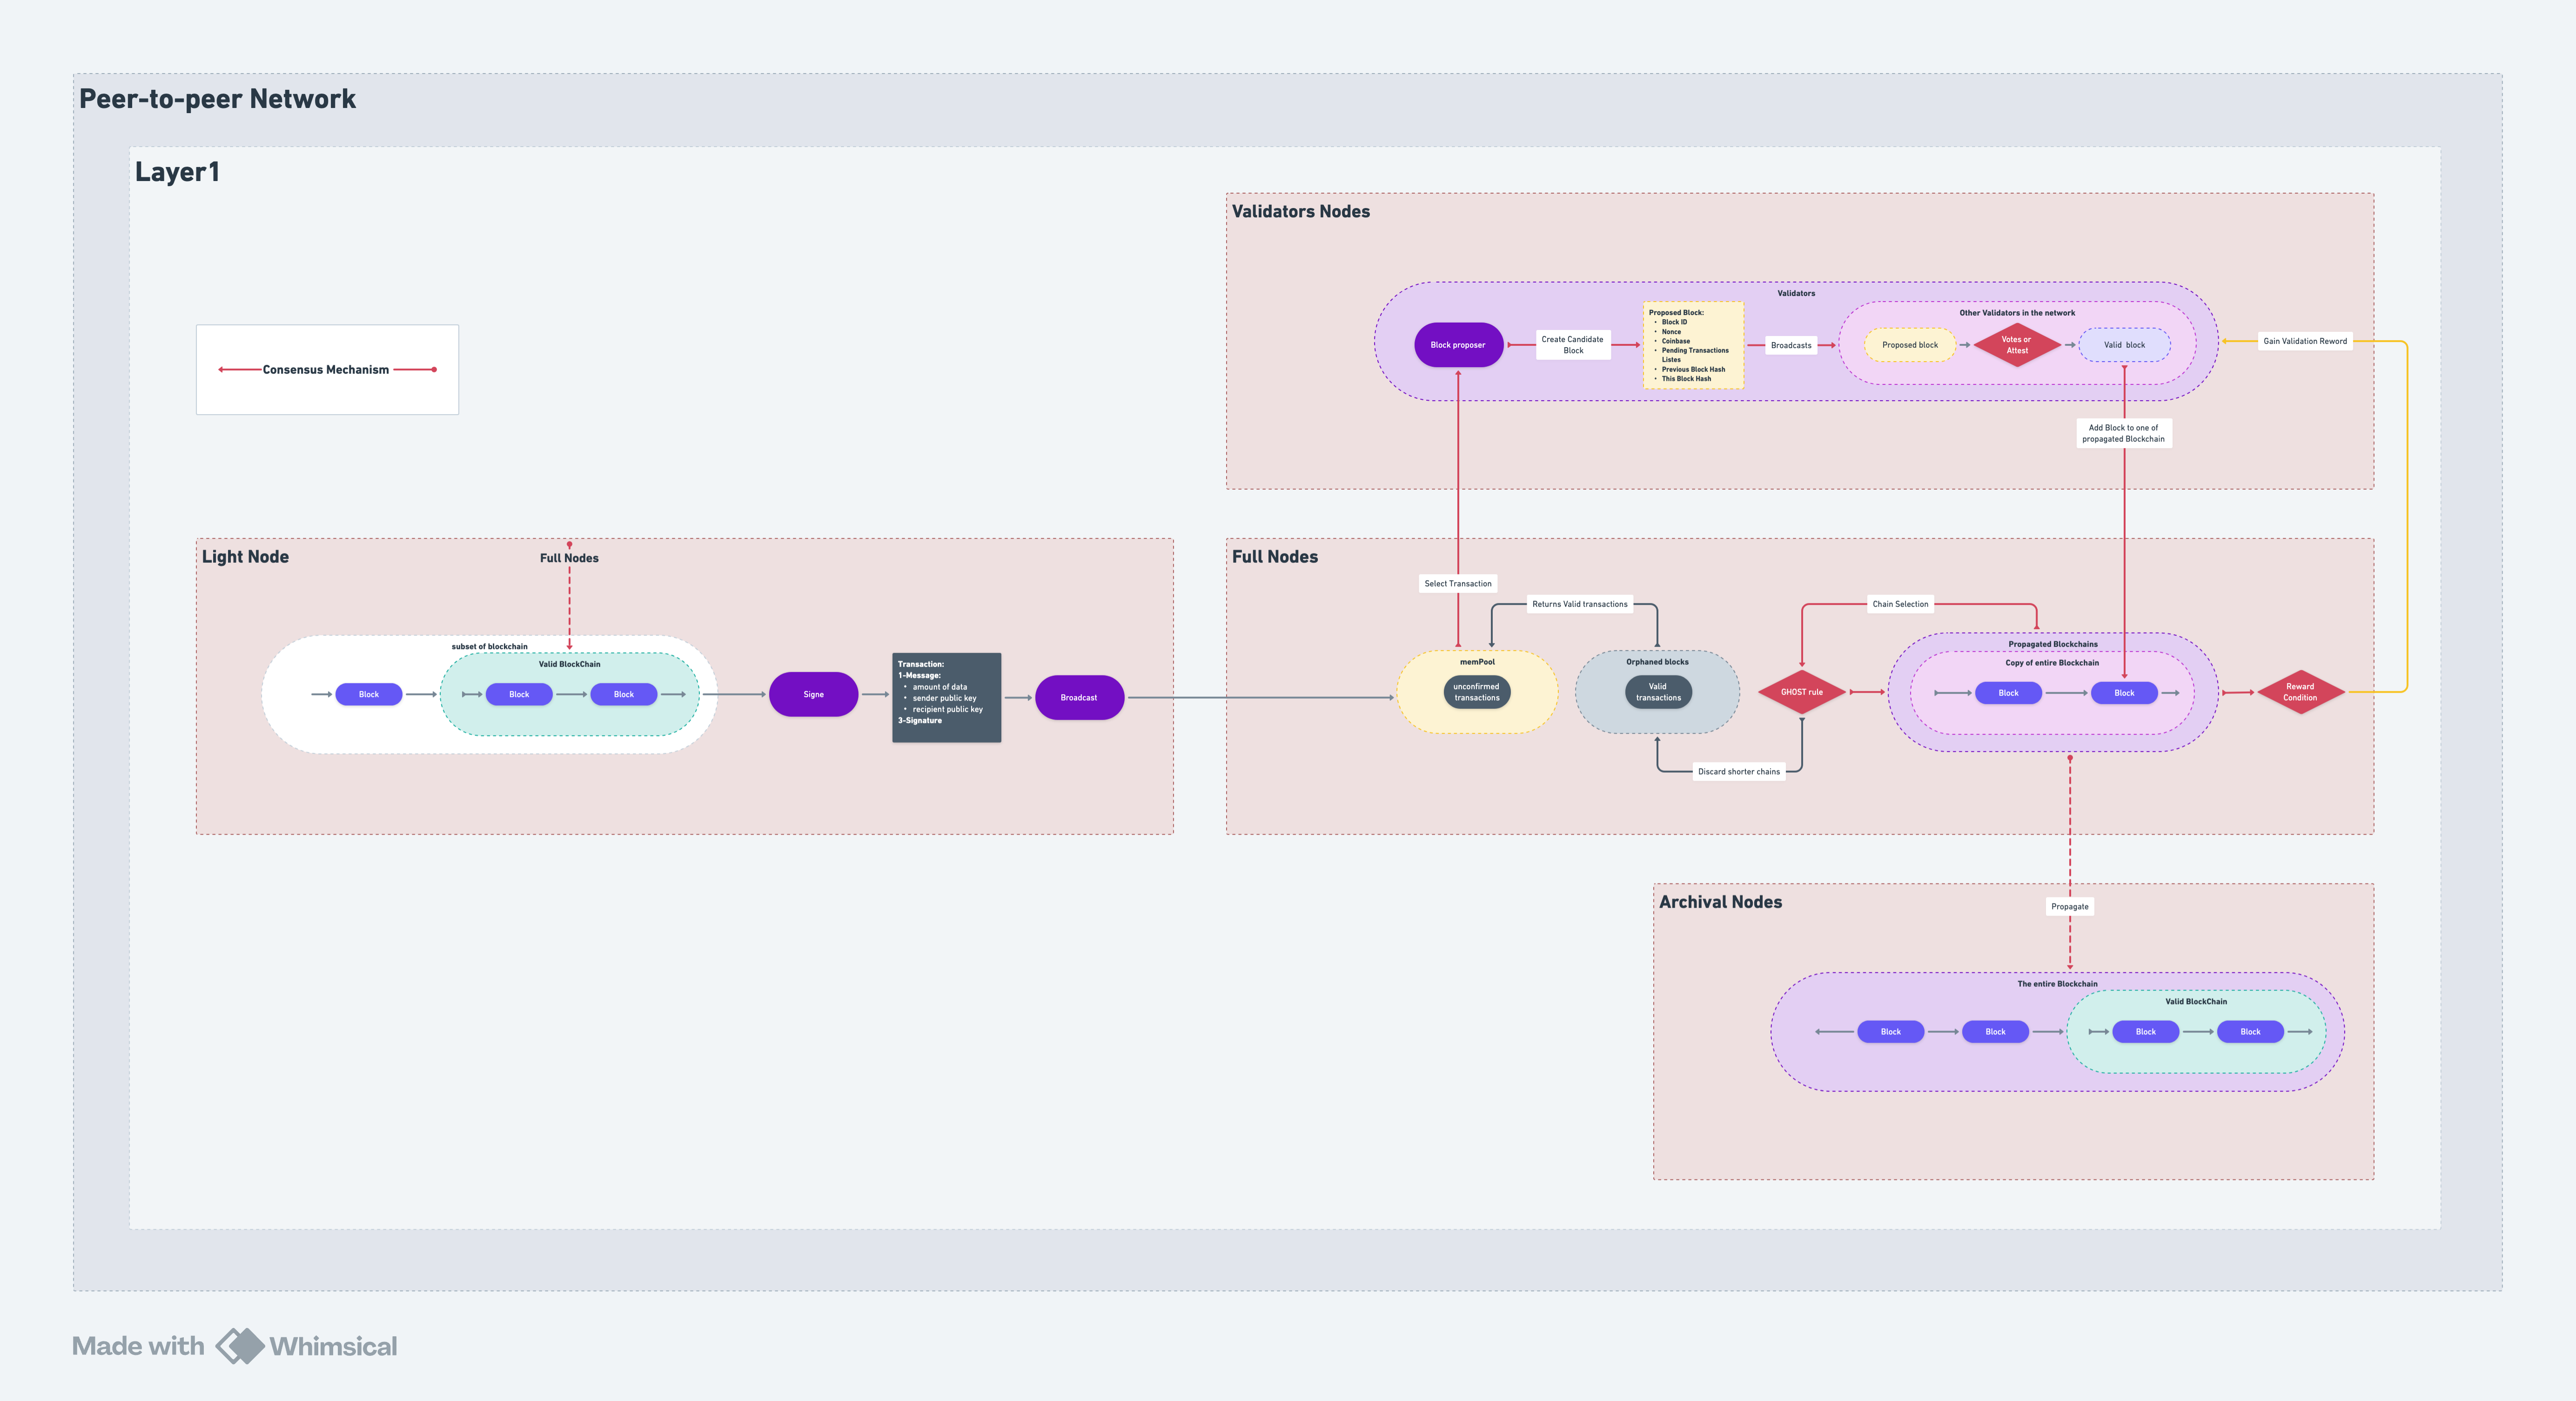 Peer-to-peer Network
Layer1
Validators Nodes
Validators
Block proposer
Create Candidate
Block
Proposed Block:
• Block ID
• Nonce
• Coinbase
• Pending Transactions
Listes
• Previous Block Hash
• This Block Hash
Broadcasts
Other Validators in the network
Proposed block
Votes or
Attest
Valid block
Gain Validation Reword
Add Block to one of
propagated Blockchain
Consensus Mechanism
Light Node
Full Nodes
subset of blockchain
Valid BlockChain
Block
Block
Block
Signe
Transaction:
1-Message:
• amount of data
• sender public key
• recipient public key
3-Signature
Broadcast
Full Nodes
Select Transaction
Returns Valid transactions
Chain Selection
memPool
unconfirmed
transactions
Orphaned blocks
Valid
transactions
GHOST rule
Discard shorter chains
Propagated Blockchains
Copy of entire Blockchain
Block
Block
Reward
Condition
Archival Nodes
Propagate
The entire Blockchain
Valid BlockChain
Block
Block
Block
Block
Made with Whimsical